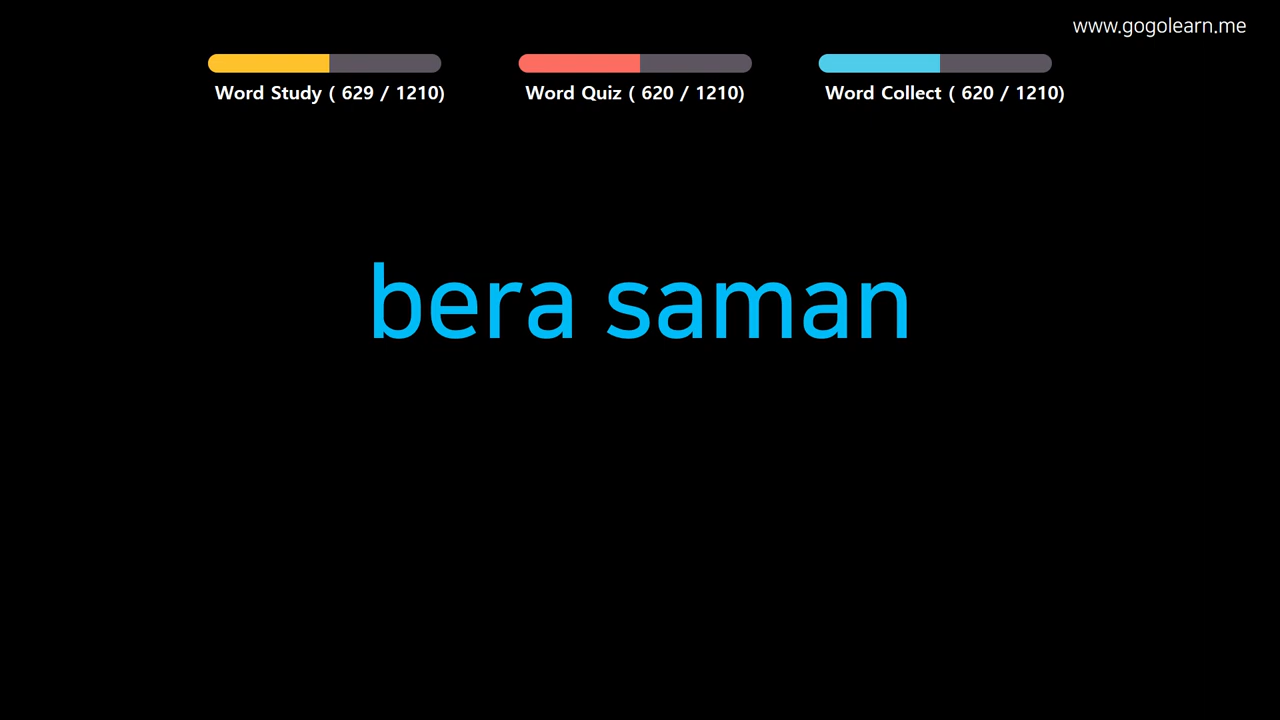 www.gogolearn.me
Word Study ( 629 / 1210)
Word Quiz ( 620 / 1210)
Word Collect ( 620 / 1210)
bera saman